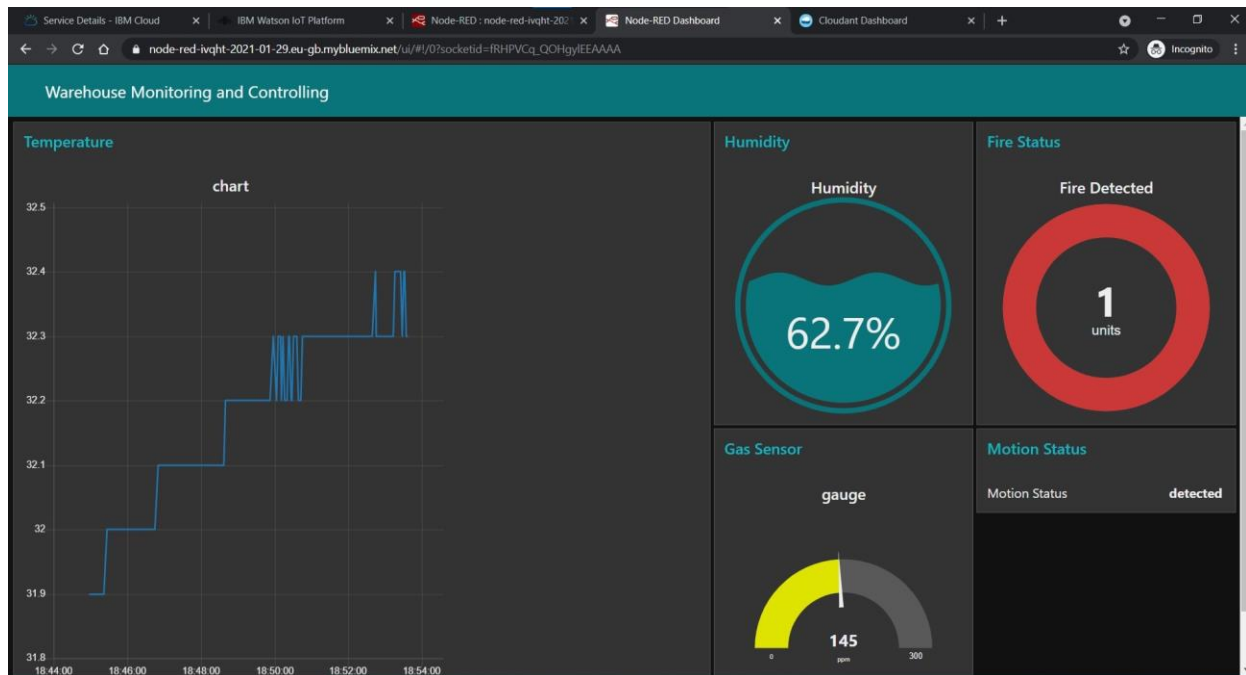 Service Details - IBM Cloud
IBM Watson IoT Platform
Node-RED : node-red-ivqht-202
Node-RED Dashboard
Cloudant Dashboard
node-red-ivqht-2021-01-29.eu-gb.mybluemix.net/ui/#!/0?socketid=fRHPVCq_QOHgylEEAAAA
Incognito
Warehouse Monitoring and Controlling
Temperature
chart
32.5
32.4
32.3
32.2
32.1
32
31.9
31.8
18:44:00 18:46:00 18:48:00 18:50:00 18:52:00 18:54:00
Humidity
Humidity
62.7%
Fire Status
Fire Detected
1
units
Gas Sensor
gauge
145
ppm
0 300
Motion Status
Motion Status detected